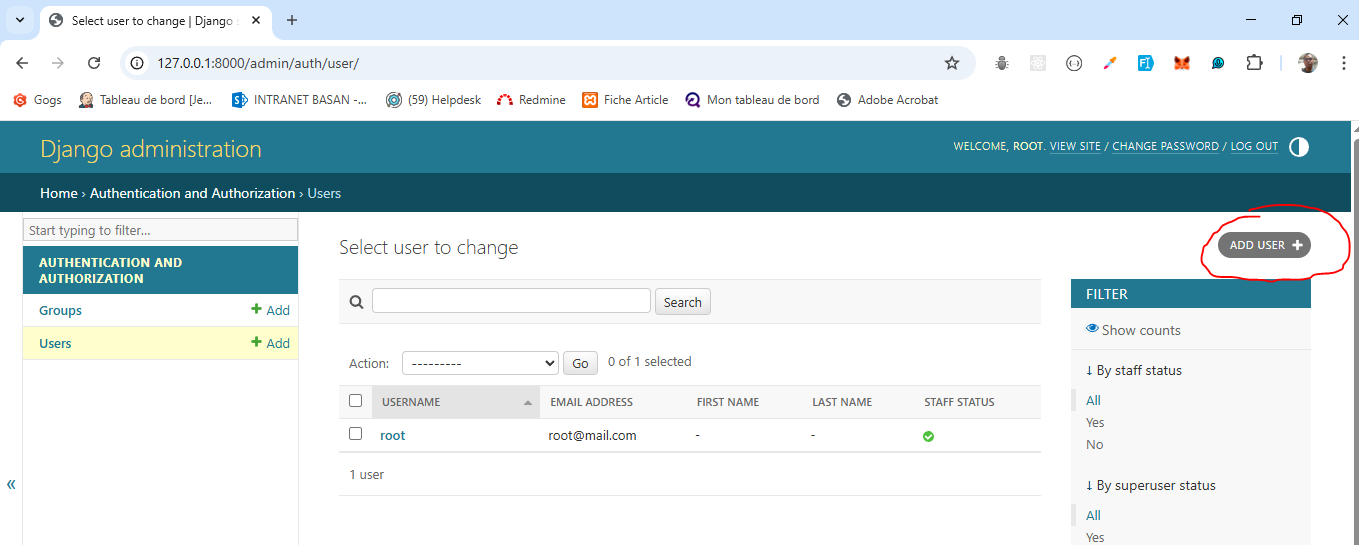 Select user to change | Django s
127.0.0.1:8000/admin/auth/user/
Gogs
Tableau de bord [Je...
INTRANET BASAN -...
(59) Helpdesk
Redmine
Fiche Article
Mon tableau de bord
Adobe Acrobat
Django administration
WELCOME, ROOT. VIEW SITE / CHANGE PASSWORD / LOG OUT
Home › Authentication and Authorization › Users
Start typing to filter...
AUTHENTICATION AND
AUTHORIZATION
Groups + Add
Users + Add
«
Select user to change
ADD USER +
Search
Action: --------- Go 0 of 1 selected
USERNAME EMAIL ADDRESS FIRST NAME LAST NAME STAFF STATUS
root root@mail.com - -
1 user
FILTER
Show counts
↓ By staff status
All
Yes
No
↓ By superuser status
All
Yes